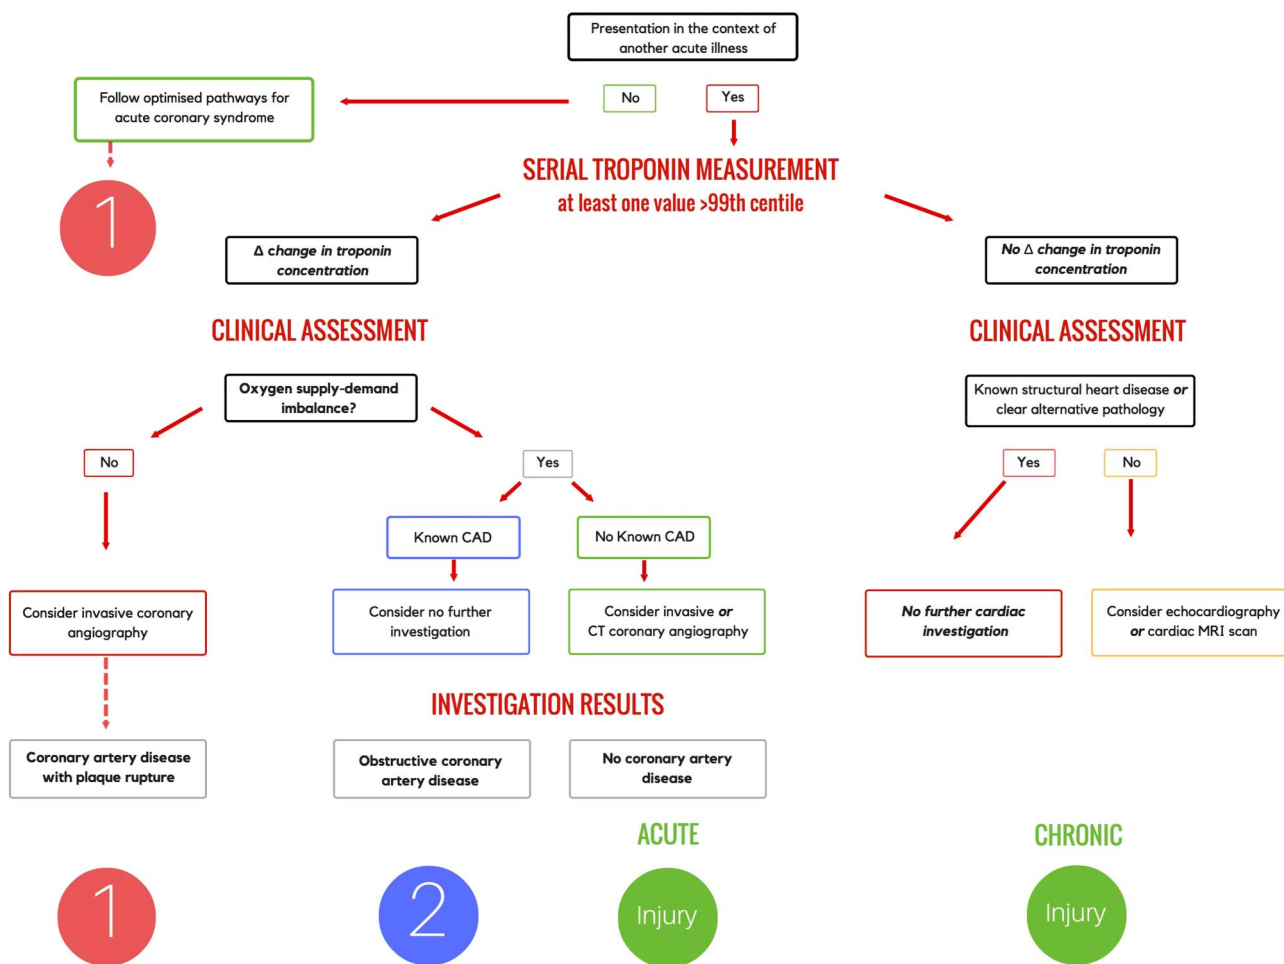 Presentation in the context of
another acute illness
No
Yes
Follow optimised pathways for
acute coronary syndrome
1
SERIAL TROPONIN MEASUREMENT
at least one value >99th centile
Δ change in troponin
concentration
No Δ change in troponin
concentration
CLINICAL ASSESSMENT
CLINICAL ASSESSMENT
Oxygen supply-demand
imbalance?
Known structural heart disease or
clear alternative pathology
No
Yes
Yes
No
Known CAD
No Known CAD
Consider invasive coronary
angiography
Consider no further
investigation
Consider invasive or
CT coronary angiography
No further cardiac
investigation
Consider echocardiography
or cardiac MRI scan
INVESTIGATION RESULTS
Coronary artery disease
with plaque rupture
Obstructive coronary
artery disease
No coronary artery
disease
ACUTE
CHRONIC
1
2
Injury
Injury